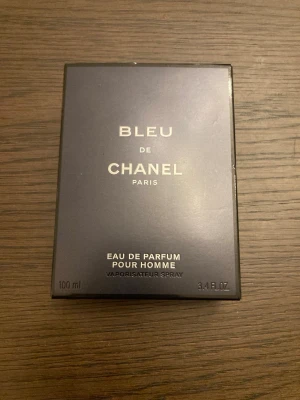 BLEU
DE
CHANEL
PARIS
EAU DE PARFUM
POUR HOMME
VAPORISATEUR SPRAY
100 ml 3.4 FL. OZ.